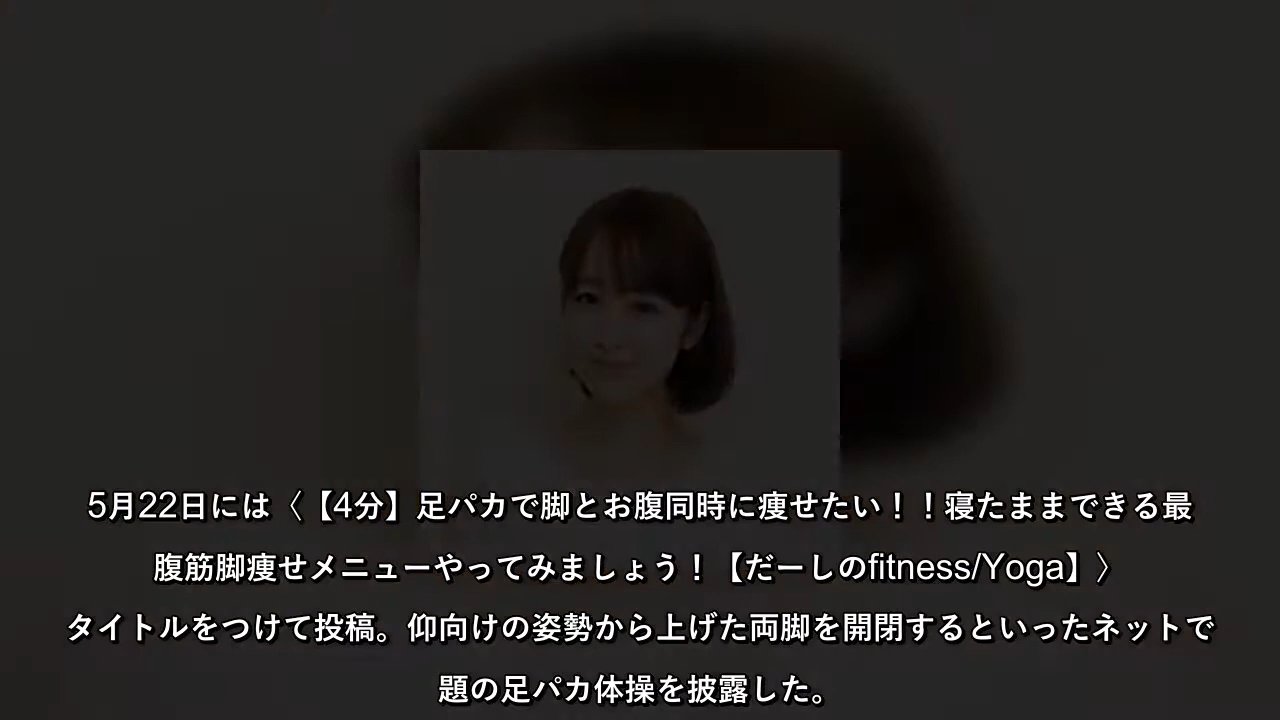 5月22日には〈【4分】足パカで脚とお腹同時に痩せたい！！寝たままできる最
腹筋脚痩せメニューやってみましょう！【だーしのfitness/Yoga】〉
タイトルをつけて投稿。仰向けの姿勢から上げた両脚を開閉するといったネットで
題の足パカ体操を披露した。